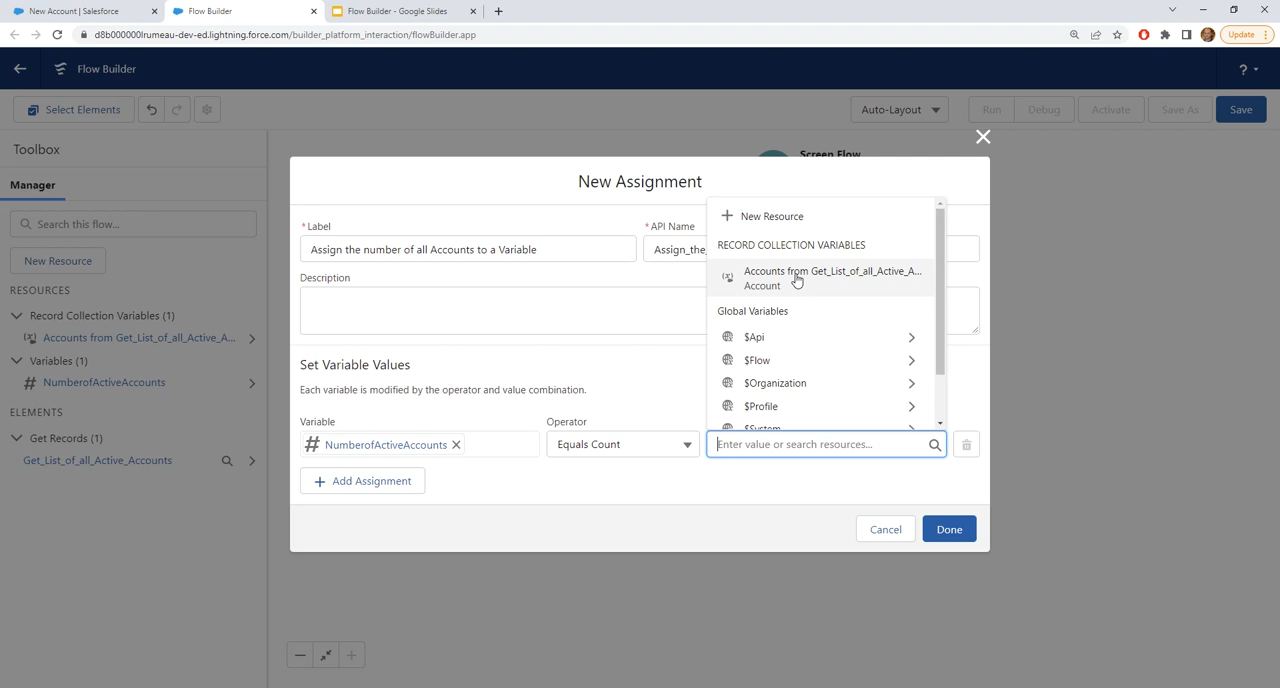 New Account | Salesforce
Flow Builder
Flow Builder - Google Slides
d8b000000lrumeau-dev-ed.lightning.force.com/builder_platform_interaction/flowBuilder.app
Update
Flow Builder
?
Select Elements
Auto-Layout
Run
Debug
Activate
Save As
Save
Toolbox
Screen Flow
Manager
New Assignment
Search this flow...
New Resource
RESOURCES
Record Collection Variables (1)
Accounts from Get_List_of_all_Active_A...
Variables (1)
NumberofActiveAccounts
ELEMENTS
Get Records (1)
Get_List_of_all_Active_Accounts
* Label
* API Name
Assign the number of all Accounts to a Variable
Assign_the_
Description
New Resource
RECORD COLLECTION VARIABLES
Accounts from Get_List_of_all_Active_A...
Account
Global Variables
$Api
$Flow
$Organization
$Profile
$System
Set Variable Values
Each variable is modified by the operator and value combination.
Variable
Operator
NumberofActiveAccounts
Equals Count
Enter value or search resources...
Add Assignment
Cancel
Done